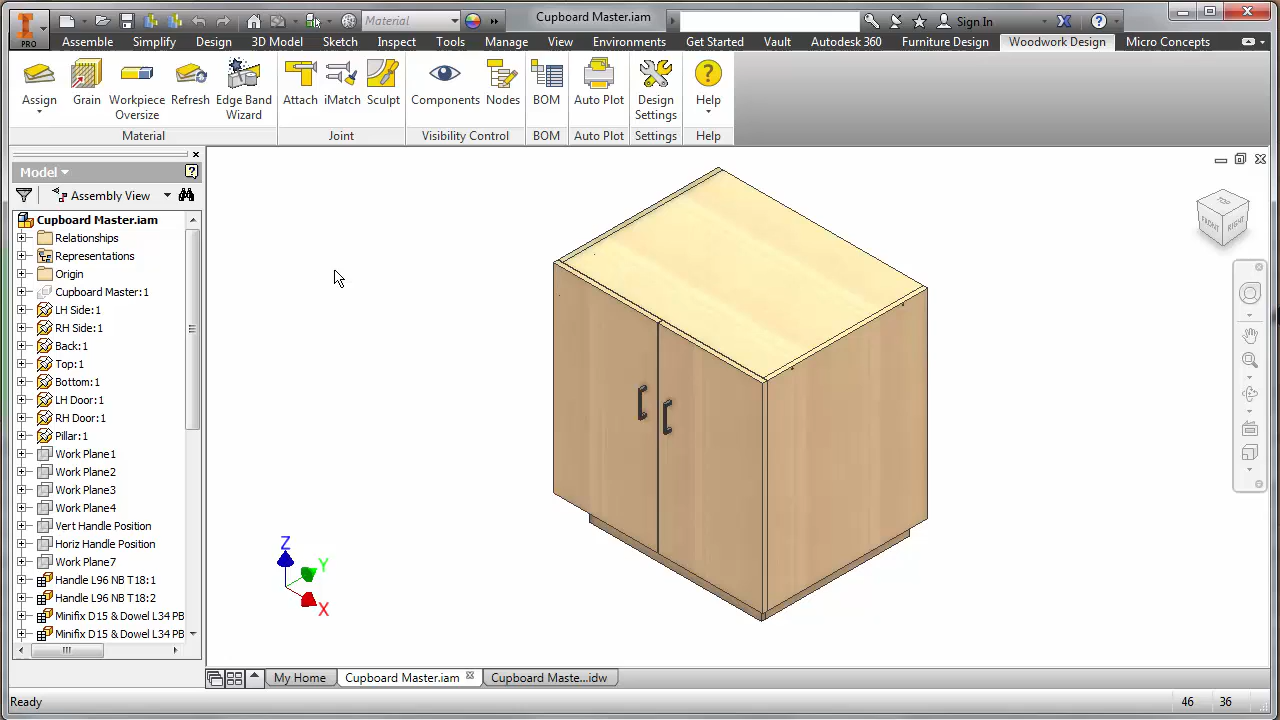 PRO
Material
Cupboard Master.iam
Sign In
Assemble Simplify Design 3D Model Sketch Inspect Tools Manage View Environments Get Started Vault Autodesk 360 Furniture Design Woodwork Design Micro Concepts
Assign
Grain
Workpiece
Oversize
Refresh
Edge Band
Wizard
Attach
iMatch
Sculpt
Components
Nodes
BOM
Auto Plot
Design
Settings
Help
Material
Joint
Visibility Control
BOM
Auto Plot
Settings
Help
Model
Assembly View
Cupboard Master.iam
Relationships
Representations
Origin
Cupboard Master:1
LH Side:1
RH Side:1
Back:1
Top:1
Bottom:1
LH Door:1
RH Door:1
Pillar:1
Work Plane1
Work Plane2
Work Plane3
Work Plane4
Vert Handle Position
Horiz Handle Position
Work Plane7
Handle L96 NB T18:1
Handle L96 NB T18:2
Minifix D15 & Dowel L34 PB
Minifix D15 & Dowel L34 PB
TOP
FRONT
RIGHT
Z
Y
X
My Home
Cupboard Master.iam
Cupboard Maste...idw
Ready
46
36